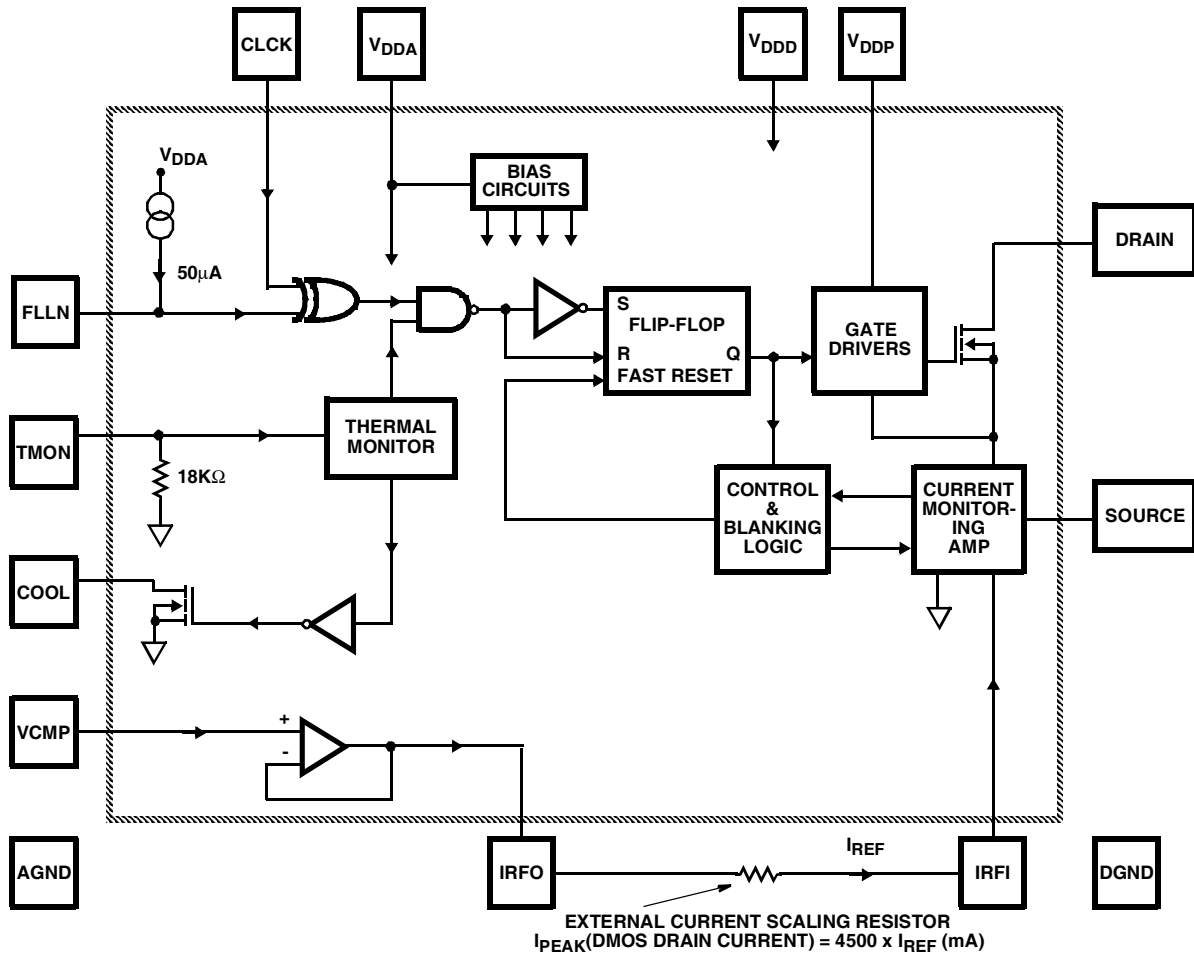 CLCK
VDDA
VDDD
VDDP
VDDA
BIAS
CIRCUITS
DRAIN
50µA
FLLN
S
FLIP-FLOP
R
Q
FAST RESET
GATE
DRIVERS
TMON
THERMAL
MONITOR
18KΩ
CONTROL
&
BLANKING
LOGIC
CURRENT
MONITOR-
ING
AMP
SOURCE
COOL
VCMP
+
-
AGND
IRFO
IREF
IRFI
DGND
EXTERNAL CURRENT SCALING RESISTOR
IPEAK(DMOS DRAIN CURRENT) = 4500 x IREF (mA)